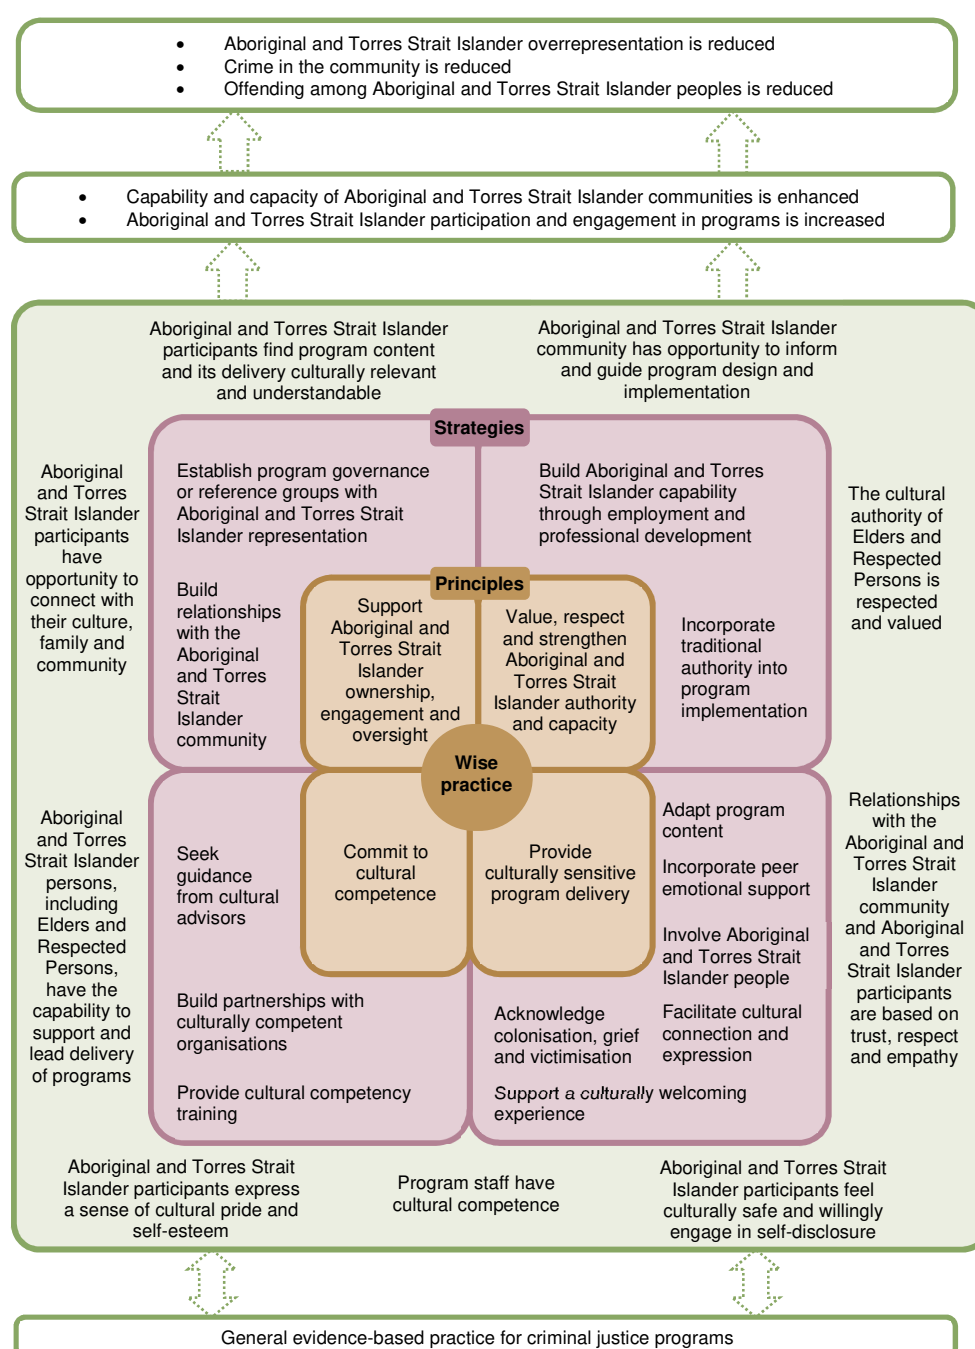 • Aboriginal and Torres Strait Islander overrepresentation is reduced
• Crime in the community is reduced
• Offending among Aboriginal and Torres Strait Islander peoples is reduced
• Capability and capacity of Aboriginal and Torres Strait Islander communities is enhanced
• Aboriginal and Torres Strait Islander participation and engagement in programs is increased
Aboriginal and Torres Strait Islander
participants find program content
and its delivery culturally relevant
and understandable
Aboriginal and Torres Strait Islander
community has opportunity to inform
and guide program design and
implementation
Aboriginal
and Torres
Strait Islander
participants
have
opportunity to
connect with
their culture,
family and
community
Strategies
Establish program governance
or reference groups with
Aboriginal and Torres Strait
Islander representation
Build Aboriginal and Torres
Strait Islander capability
through employment and
professional development
The cultural
authority of
Elders and
Respected
Persons is
respected
and valued
Build
relationships
with the
Aboriginal
and Torres
Strait
Islander
community
Principles
Support
Aboriginal and
Torres Strait
Islander
ownership,
engagement and
oversight
Value, respect
and strengthen
Aboriginal and
Torres Strait
Islander authority
and capacity
Incorporate
traditional
authority into
program
implementation
Wise
practice
Aboriginal
and Torres
Strait Islander
persons,
including
Elders and
Respected
Persons,
have the
capability to
support and
lead delivery
of programs
Seek
guidance
from cultural
advisors
Commit to
cultural
competence
Provide
culturally sensitive
program delivery
Adapt program
content
Incorporate peer
emotional support
Involve Aboriginal
and Torres Strait
Islander people
Relationships
with the
Aboriginal and
Torres Strait
Islander
community
and Aboriginal
and Torres
Strait Islander
participants
are based on
trust, respect
and empathy
Build partnerships with
culturally competent
organisations
Provide cultural competency
training
Acknowledge
colonisation, grief
and victimisation
Facilitate cultural
connection and
expression
Support a culturally welcoming
experience
Aboriginal and Torres Strait
Islander participants express
a sense of cultural pride and
self-esteem
Program staff have
cultural competence
Aboriginal and Torres Strait
Islander participants feel
culturally safe and willingly
engage in self-disclosure
General evidence-based practice for criminal justice programs